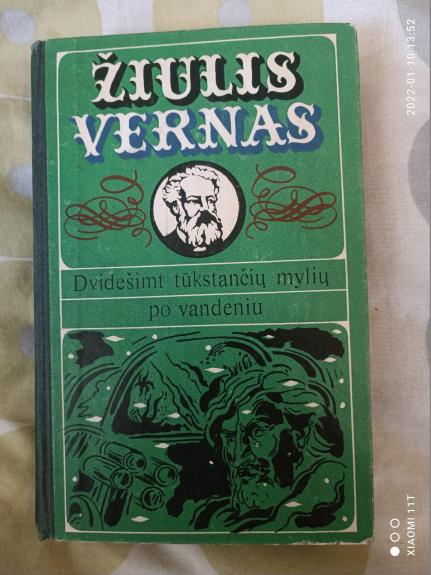 ŽIULIS
VERNAS
Dvidešimt tūkstančių mylių
po vandeniu
2022-01-10 13:52
XIAOMI 11T